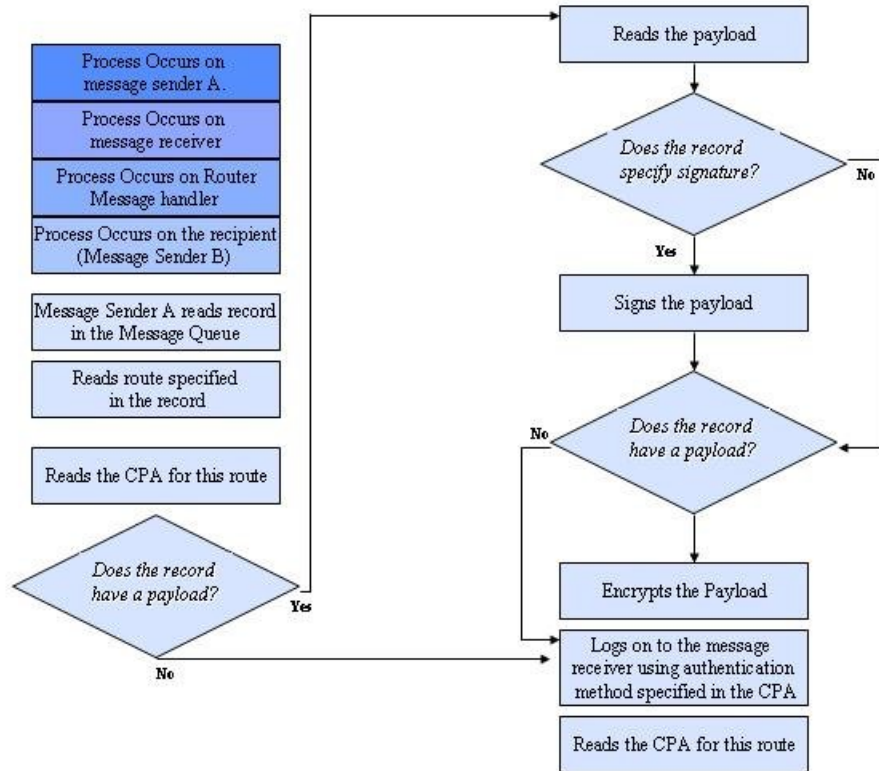 Process Occurs on
message sender A.
Process Occurs on
message receiver
Process Occurs on Router
Message handler
Process Occurs on the recipient
(Message Sender B)
Message Sender A reads record
in the Message Queue
Reads route specified
in the record
Reads the CPA for this route
Does the record
have a payload?
Yes
No
Reads the payload
Does the record
specify signature?
No
Yes
Signs the payload
Does the record
have a payload?
No
Encrypts the Payload
Logs on to the message
receiver using authentication
method specified in the CPA
Reads the CPA for this route